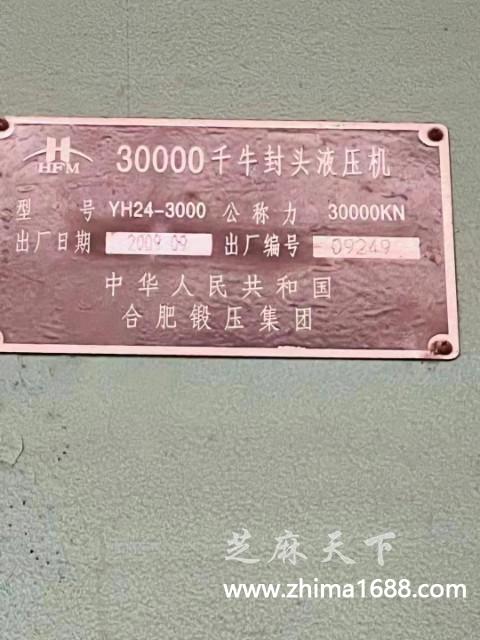 HFM
30000千牛封头液压机
型 号 YH24-3000 公称力 30000KN
出厂日期 2009 09 出厂编号 09249
中华人民共和国
合肥锻压集团
芝麻天下
www.zhima1688.com